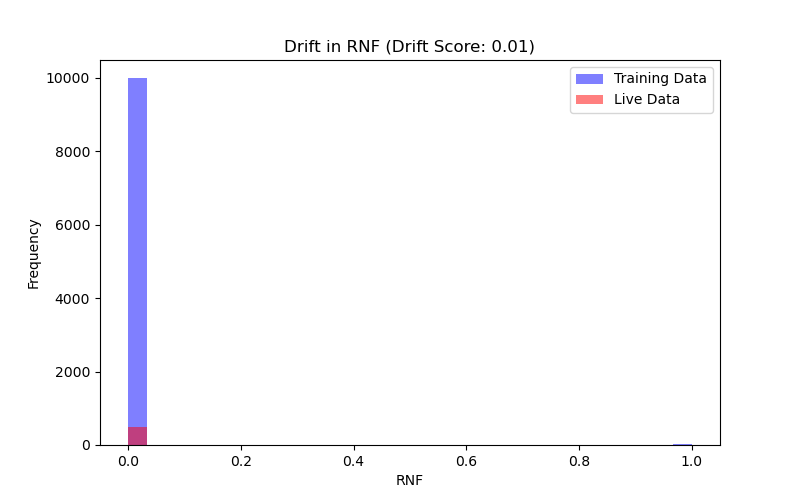 Drift in RNF (Drift Score: 0.01)
Training Data
Live Data
Frequency
10000
8000
6000
4000
2000
0
0.0 0.2 0.4 0.6 0.8 1.0
RNF